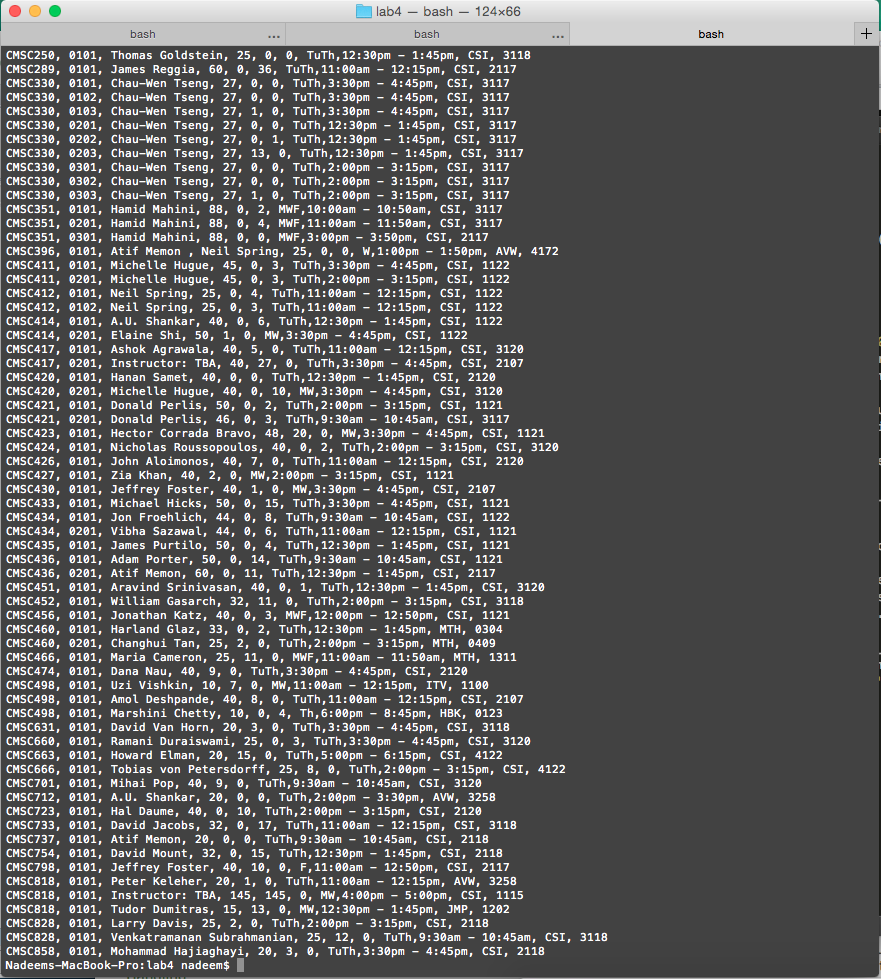 lab4 — bash — 124×66
bash ... bash ... bash +
CMSC250, 0101, Thomas Goldstein, 25, 0, 0, TuTh,12:30pm - 1:45pm, CSI, 3118
CMSC289, 0101, James Reggia, 60, 0, 36, TuTh,11:00am - 12:15pm, CSI, 2117
CMSC330, 0101, Chau-Wen Tseng, 27, 0, 0, TuTh,3:30pm - 4:45pm, CSI, 3117
CMSC330, 0102, Chau-Wen Tseng, 27, 0, 0, TuTh,3:30pm - 4:45pm, CSI, 3117
CMSC330, 0103, Chau-Wen Tseng, 27, 1, 0, TuTh,3:30pm - 4:45pm, CSI, 3117
CMSC330, 0201, Chau-Wen Tseng, 27, 0, 0, TuTh,12:30pm - 1:45pm, CSI, 3117
CMSC330, 0202, Chau-Wen Tseng, 27, 0, 1, TuTh,12:30pm - 1:45pm, CSI, 3117
CMSC330, 0203, Chau-Wen Tseng, 27, 13, 0, TuTh,12:30pm - 1:45pm, CSI, 3117
CMSC330, 0301, Chau-Wen Tseng, 27, 0, 0, TuTh,2:00pm - 3:15pm, CSI, 3117
CMSC330, 0302, Chau-Wen Tseng, 27, 0, 0, TuTh,2:00pm - 3:15pm, CSI, 3117
CMSC330, 0303, Chau-Wen Tseng, 27, 1, 0, TuTh,2:00pm - 3:15pm, CSI, 3117
CMSC351, 0101, Hamid Mahini, 88, 0, 2, MWF,10:00am - 10:50am, CSI, 3117
CMSC351, 0201, Hamid Mahini, 88, 0, 4, MWF,11:00am - 11:50am, CSI, 3117
CMSC351, 0301, Hamid Mahini, 88, 0, 0, MWF,3:00pm - 3:50pm, CSI, 2117
CMSC396, 0101, Atif Memon , Neil Spring, 25, 0, 0, W,1:00pm - 1:50pm, AVW, 4172
CMSC411, 0101, Michelle Hugue, 45, 0, 3, TuTh,3:30pm - 4:45pm, CSI, 1122
CMSC411, 0201, Michelle Hugue, 45, 0, 3, TuTh,2:00pm - 3:15pm, CSI, 1122
CMSC412, 0101, Neil Spring, 25, 0, 4, TuTh,11:00am - 12:15pm, CSI, 1122
CMSC412, 0102, Neil Spring, 25, 0, 3, TuTh,11:00am - 12:15pm, CSI, 1122
CMSC414, 0101, A.U. Shankar, 40, 0, 6, TuTh,12:30pm - 1:45pm, CSI, 1122
CMSC414, 0201, Elaine Shi, 50, 1, 0, MW,3:30pm - 4:45pm, CSI, 1122
CMSC417, 0101, Ashok Agrawala, 40, 5, 0, TuTh,11:00am - 12:15pm, CSI, 3120
CMSC417, 0201, Instructor: TBA, 40, 27, 0, TuTh,3:30pm - 4:45pm, CSI, 2107
CMSC420, 0101, Hanan Samet, 40, 0, 0, TuTh,12:30pm - 1:45pm, CSI, 2120
CMSC420, 0201, Michelle Hugue, 40, 0, 10, MW,3:30pm - 4:45pm, CSI, 3120
CMSC421, 0101, Donald Perlis, 50, 0, 2, TuTh,2:00pm - 3:15pm, CSI, 1121
CMSC421, 0201, Donald Perlis, 46, 0, 3, TuTh,9:30am - 10:45am, CSI, 3117
CMSC423, 0101, Hector Corrada Bravo, 48, 20, 0, MW,3:30pm - 4:45pm, CSI, 1121
CMSC424, 0101, Nicholas Roussopoulos, 40, 0, 2, TuTh,2:00pm - 3:15pm, CSI, 3120
CMSC426, 0101, John Aloimonos, 40, 7, 0, TuTh,11:00am - 12:15pm, CSI, 2120
CMSC427, 0101, Zia Khan, 40, 2, 0, MW,2:00pm - 3:15pm, CSI, 1121
CMSC430, 0101, Jeffrey Foster, 40, 1, 0, MW,3:30pm - 4:45pm, CSI, 2107
CMSC433, 0101, Michael Hicks, 50, 0, 15, TuTh,3:30pm - 4:45pm, CSI, 1121
CMSC434, 0101, Jon Froehlich, 44, 0, 8, TuTh,9:30am - 10:45am, CSI, 1122
CMSC434, 0201, Vibha Sazawal, 44, 0, 6, TuTh,11:00am - 12:15pm, CSI, 1121
CMSC435, 0101, James Purtilo, 50, 0, 4, TuTh,12:30pm - 1:45pm, CSI, 1121
CMSC436, 0101, Adam Porter, 50, 0, 14, TuTh,9:30am - 10:45am, CSI, 1121
CMSC436, 0201, Atif Memon, 60, 0, 11, TuTh,12:30pm - 1:45pm, CSI, 2117
CMSC451, 0101, Aravind Srinivasan, 40, 0, 1, TuTh,12:30pm - 1:45pm, CSI, 3120
CMSC452, 0101, William Gasarch, 32, 11, 0, TuTh,2:00pm - 3:15pm, CSI, 3118
CMSC456, 0101, Jonathan Katz, 40, 0, 3, MWF,12:00pm - 12:50pm, CSI, 1121
CMSC460, 0101, Harland Glaz, 33, 0, 2, TuTh,12:30pm - 1:45pm, MTH, 0304
CMSC460, 0201, Changhui Tan, 25, 2, 0, TuTh,2:00pm - 3:15pm, MTH, 0409
CMSC466, 0101, Maria Cameron, 25, 11, 0, MWF,11:00am - 11:50am, MTH, 1311
CMSC474, 0101, Dana Nau, 40, 9, 0, TuTh,3:30pm - 4:45pm, CSI, 2120
CMSC498, 0101, Uzi Vishkin, 10, 7, 0, MW,11:00am - 12:15pm, ITV, 1100
CMSC498, 0101, Amol Deshpande, 40, 8, 0, TuTh,11:00am - 12:15pm, CSI, 2107
CMSC498, 0101, Marshini Chetty, 10, 0, 4, Th,6:00pm - 8:45pm, HBK, 0123
CMSC631, 0101, David Van Horn, 20, 3, 0, TuTh,3:30pm - 4:45pm, CSI, 3118
CMSC660, 0101, Ramani Duraiswami, 25, 0, 3, TuTh,3:30pm - 4:45pm, CSI, 3120
CMSC663, 0101, Howard Elman, 20, 15, 0, TuTh,5:00pm - 6:15pm, CSI, 4122
CMSC666, 0101, Tobias von Petersdorff, 25, 8, 0, TuTh,2:00pm - 3:15pm, CSI, 4122
CMSC701, 0101, Mihai Pop, 40, 9, 0, TuTh,9:30am - 10:45am, CSI, 3120
CMSC712, 0101, A.U. Shankar, 20, 0, 0, TuTh,2:00pm - 3:30pm, AVW, 3258
CMSC723, 0101, Hal Daume, 40, 0, 10, TuTh,2:00pm - 3:15pm, CSI, 2120
CMSC733, 0101, David Jacobs, 32, 0, 17, TuTh,11:00am - 12:15pm, CSI, 3118
CMSC737, 0101, Atif Memon, 20, 0, 0, TuTh,9:30am - 10:45am, CSI, 2118
CMSC754, 0101, David Mount, 32, 0, 15, TuTh,12:30pm - 1:45pm, CSI, 2118
CMSC798, 0101, Jeffrey Foster, 40, 10, 0, F,11:00am - 12:50pm, CSI, 2117
CMSC818, 0101, Peter Keleher, 20, 1, 0, TuTh,11:00am - 12:15pm, AVW, 3258
CMSC818, 0101, Instructor: TBA, 145, 145, 0, MW,4:00pm - 5:00pm, CSI, 1115
CMSC818, 0101, Tudor Dumitras, 15, 13, 0, MW,12:30pm - 1:45pm, JMP, 1202
CMSC828, 0101, Larry Davis, 25, 2, 0, TuTh,2:00pm - 3:15pm, CSI, 2118
CMSC828, 0101, Venkatramanan Subrahmanian, 25, 12, 0, TuTh,9:30am - 10:45am, CSI, 3118
CMSC858, 0101, Mohammad Hajiaghayi, 20, 3, 0, TuTh,3:30pm - 4:45pm, CSI, 2118
Nadeems-MacBook-Pro:lab4 nadeem$